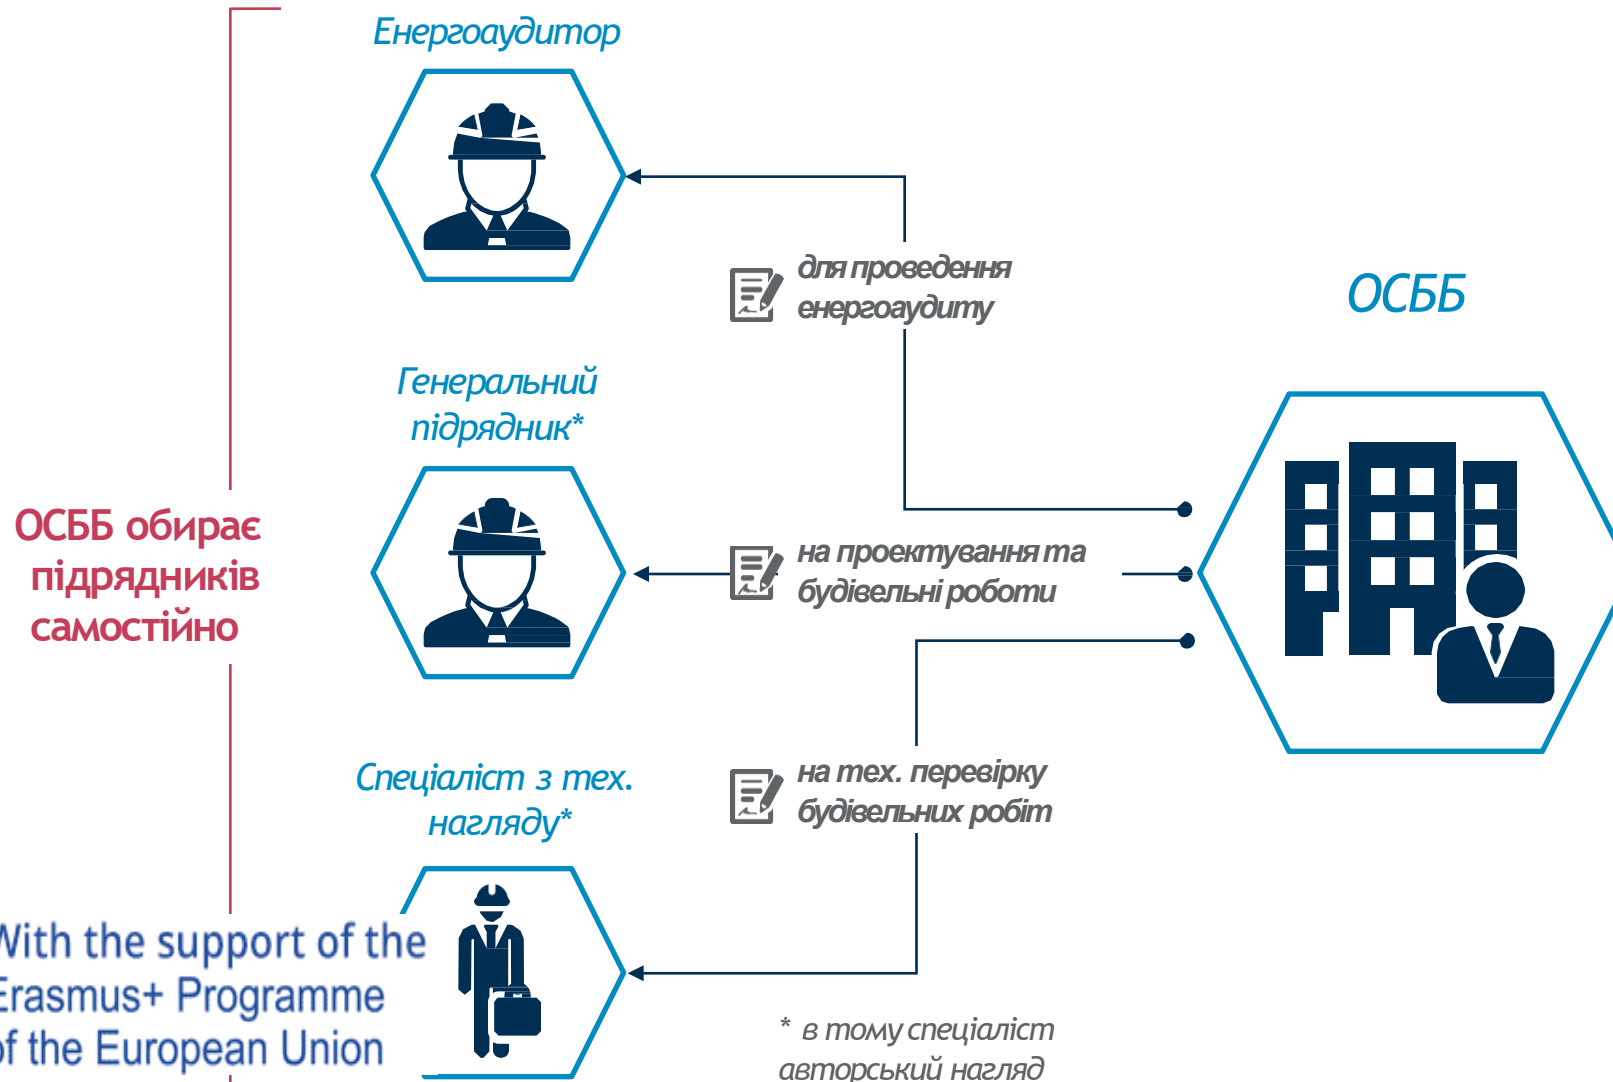 Енергоаудитор
для проведення
енергоаудиту
ОСББ
Генеральний
підрядник*
ОСББ обирає
підрядників
самостійно
на проектування та
будівельні роботи
Спеціаліст з тех.
нагляду*
на тех. перевірку
будівельних робіт
With the support of the
Erasmus+ Programme
of the European Union
* в тому спеціаліст
авторський нагляд